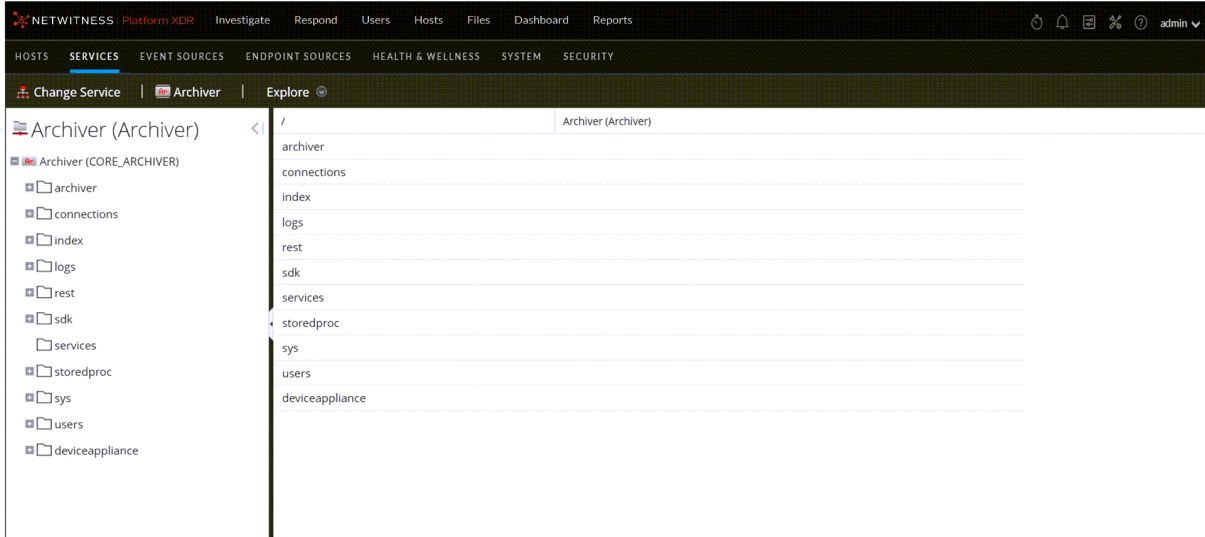 NETWITNESS Platform XDR Investigate Respond Users Hosts Files Dashboard Reports admin
HOSTS SERVICES EVENT SOURCES ENDPOINT SOURCES HEALTH & WELLNESS SYSTEM SECURITY
Change Service Archiver Explore
Archiver (Archiver)
Archiver (CORE_ARCHIVER)
archiver
connections
index
logs
rest
sdk
services
storedproc
sys
users
deviceappliance
/ Archiver (Archiver)
archiver
connections
index
logs
rest
sdk
services
storedproc
sys
users
deviceappliance